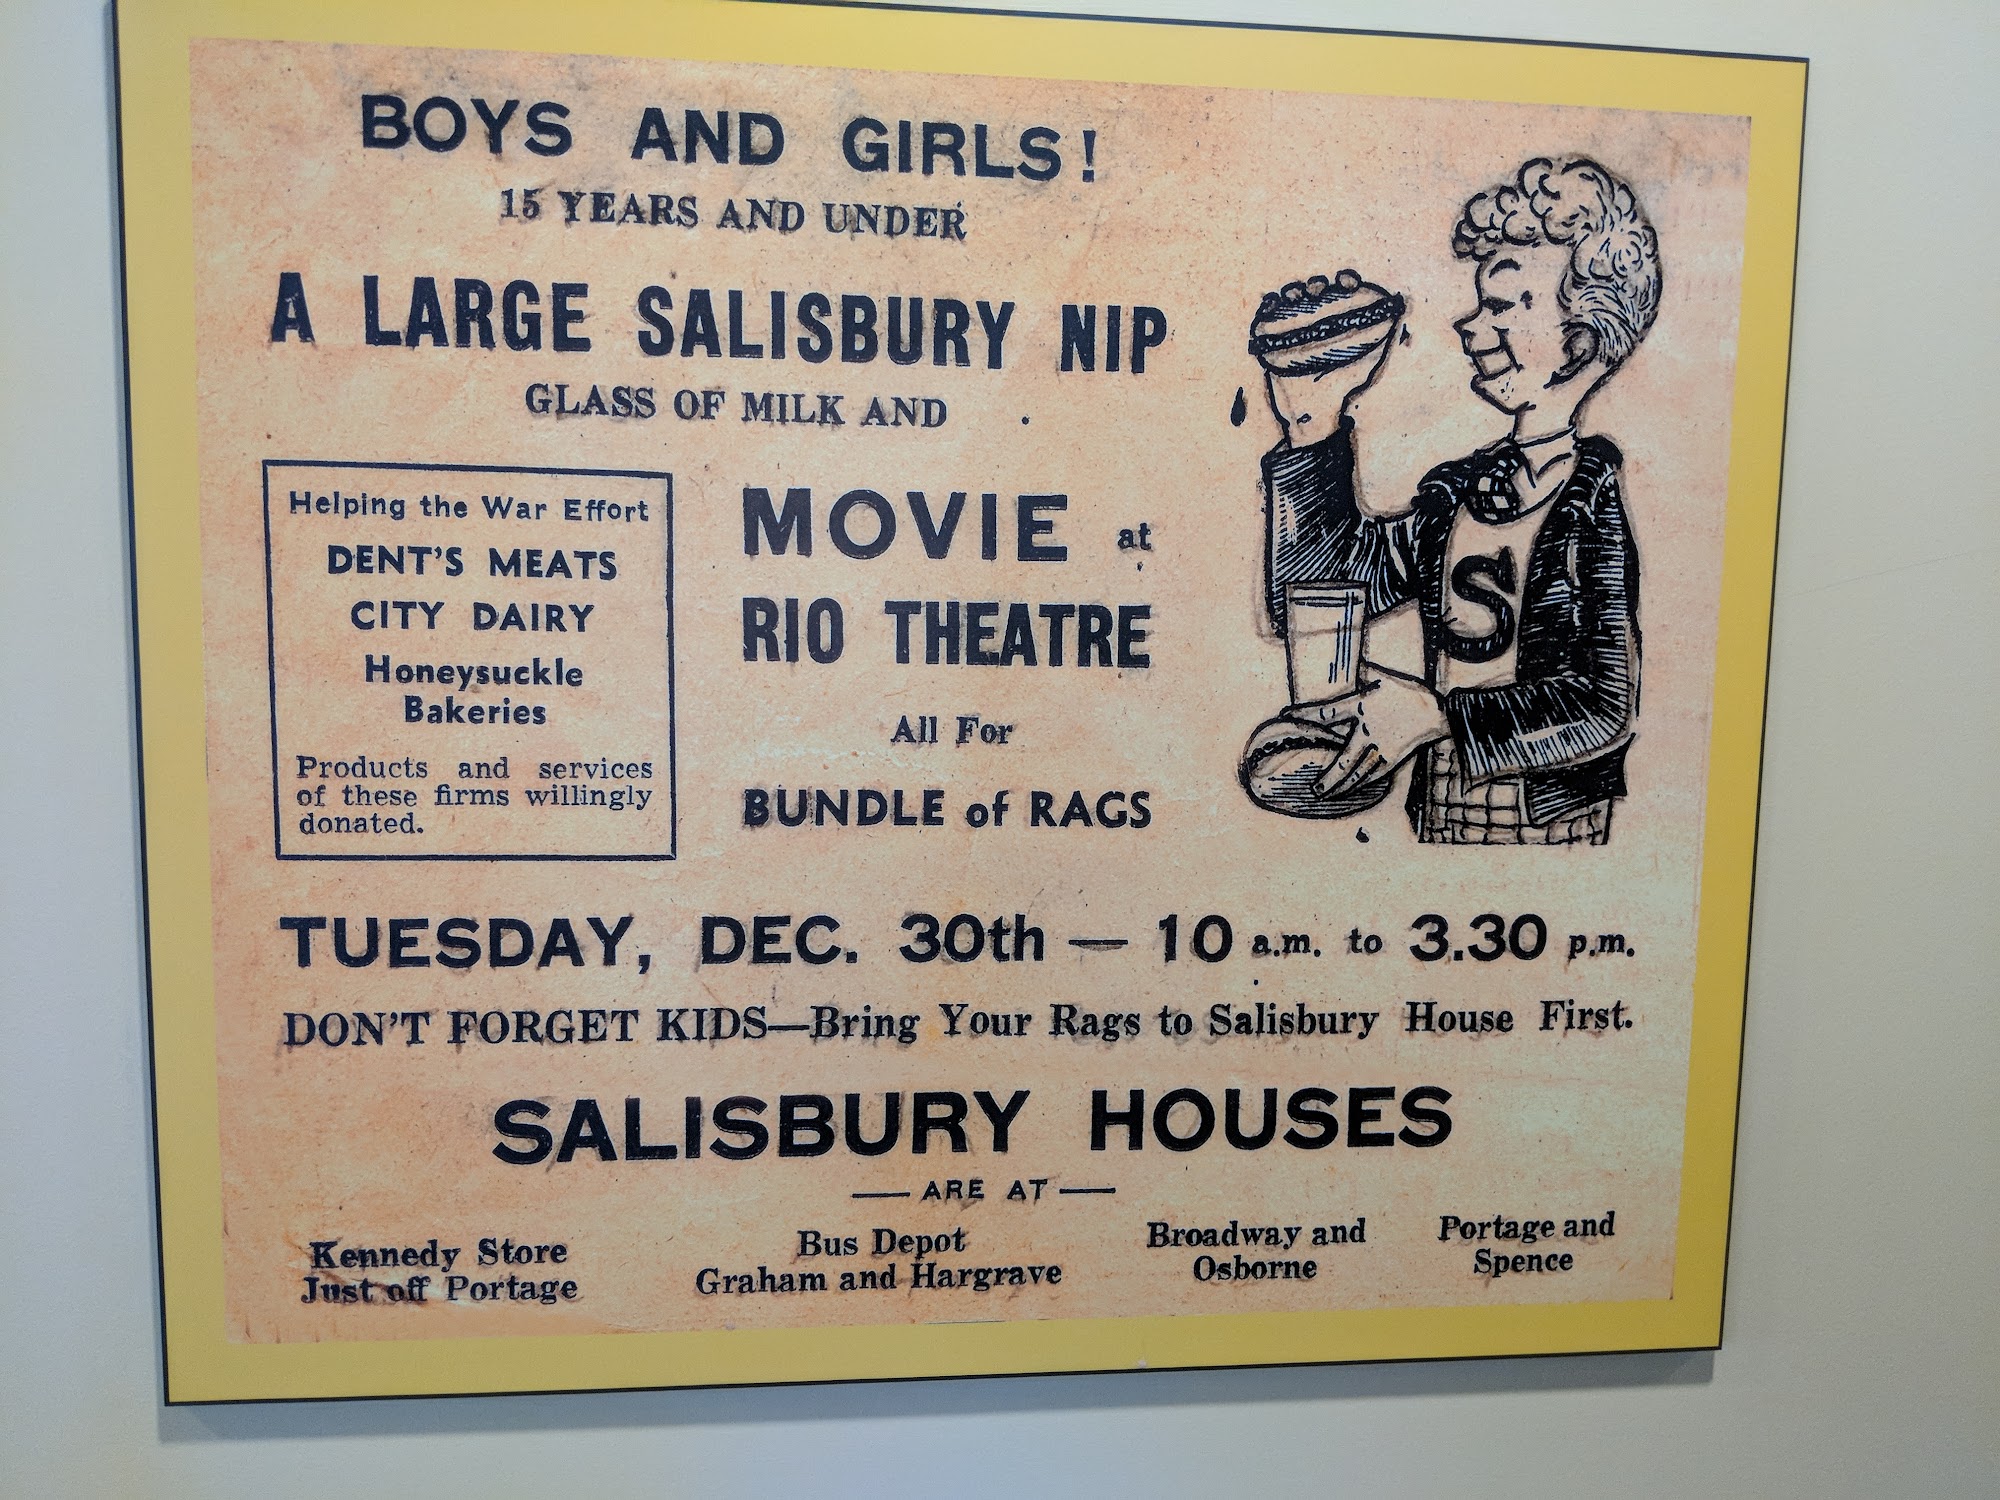 BOYS AND GIRLS!
15 YEARS AND UNDER
A LARGE SALISBURY NIP
GLASS OF MILK AND
Helping the War Effort
DENT'S MEATS
CITY DAIRY
Honeysuckle
Bakeries
Products and services
of these firms willingly
donated.
MOVIE at
RIO THEATRE
All For
BUNDLE of RAGS
S
TUESDAY, DEC. 30th — 10 a.m. to 3.30 p.m.
DON'T FORGET KIDS—Bring Your Rags to Salisbury House First.
SALISBURY HOUSES
— ARE AT —
Kennedy Store
Just off Portage
Bus Depot
Graham and Hargrave
Broadway and
Osborne
Portage and
Spence